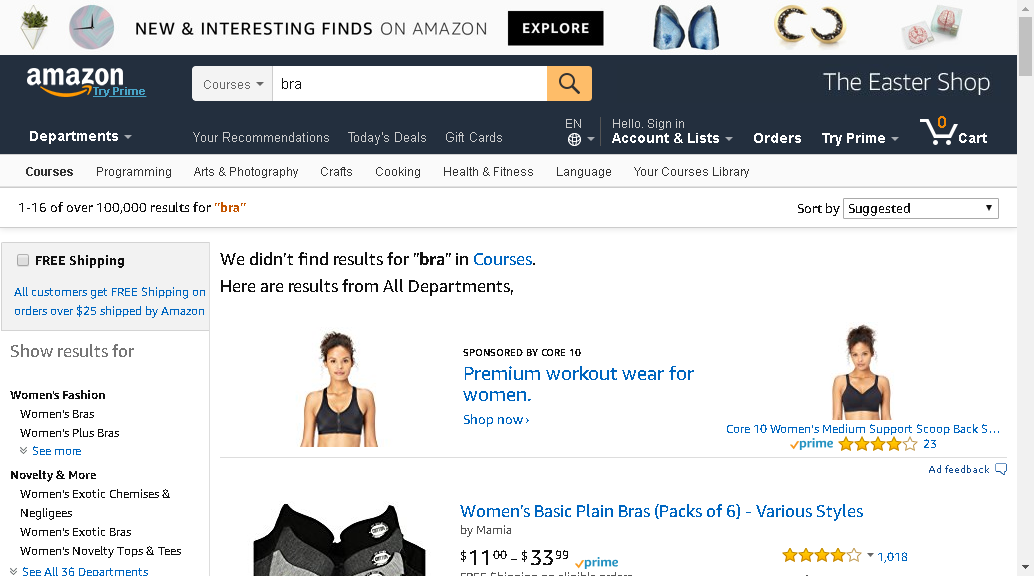 NEW & INTERESTING FINDS ON AMAZON EXPLORE
amazon
Try Prime
Courses
bra
The Easter Shop
Departments
Your Recommendations Today's Deals Gift Cards
EN
Hello. Sign in
Account & Lists
Orders
Try Prime
0
Cart
Courses Programming Arts & Photography Crafts Cooking Health & Fitness Language Your Courses Library
1-16 of over 100,000 results for "bra"
Sort by Suggested
FREE Shipping
All customers get FREE Shipping on
orders over $25 shipped by Amazon
Show results for
Women's Fashion
Women's Bras
Women's Plus Bras
See more
Novelty & More
Women's Exotic Chemises &
Negligees
Women's Exotic Bras
Women's Novelty Tops & Tees
See All 36 Departments
We didn't find results for "bra" in Courses.
Here are results from All Departments,
SPONSORED BY CORE 10
Premium workout wear for
women.
Shop now ›
Core 10 Women's Medium Support Scoop Back S...
prime 23
Ad feedback
Women's Basic Plain Bras (Packs of 6) - Various Styles
by Mamia
$11.00 - $33.99 prime
1,018
FREE Shipping on eligible orders